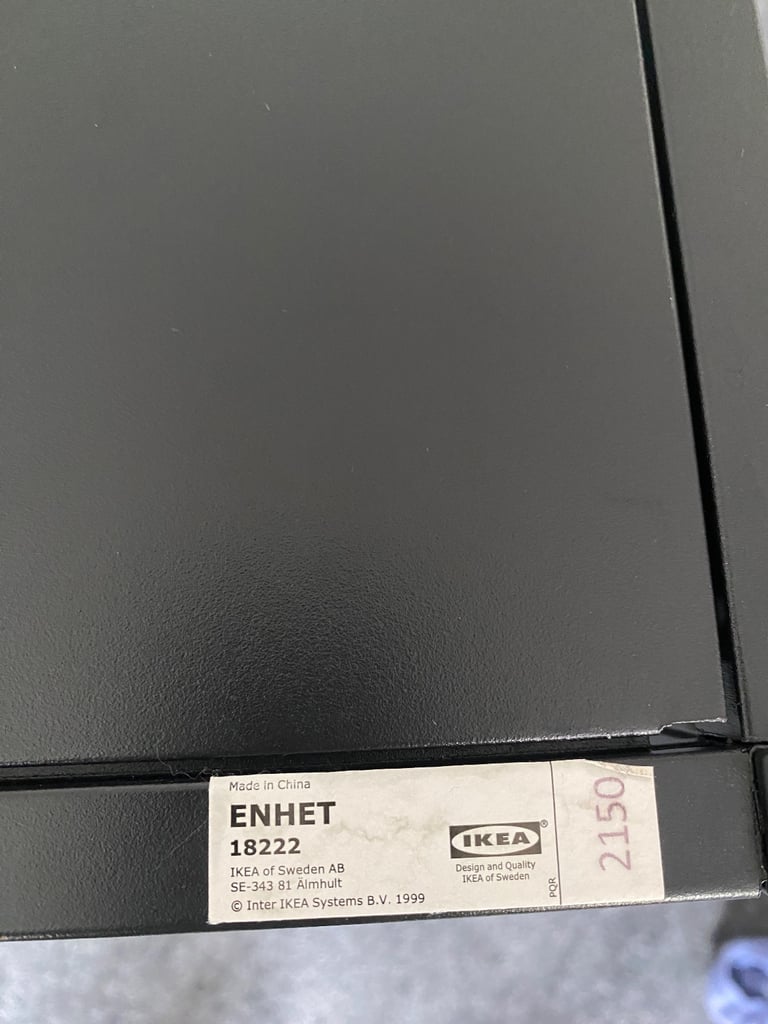 Made in China
ENHET
18222
IKEA of Sweden AB
SE-343 81 Älmhult
© Inter IKEA Systems B.V. 1999
IKEA®
Design and Quality
IKEA of Sweden
PQR
2150